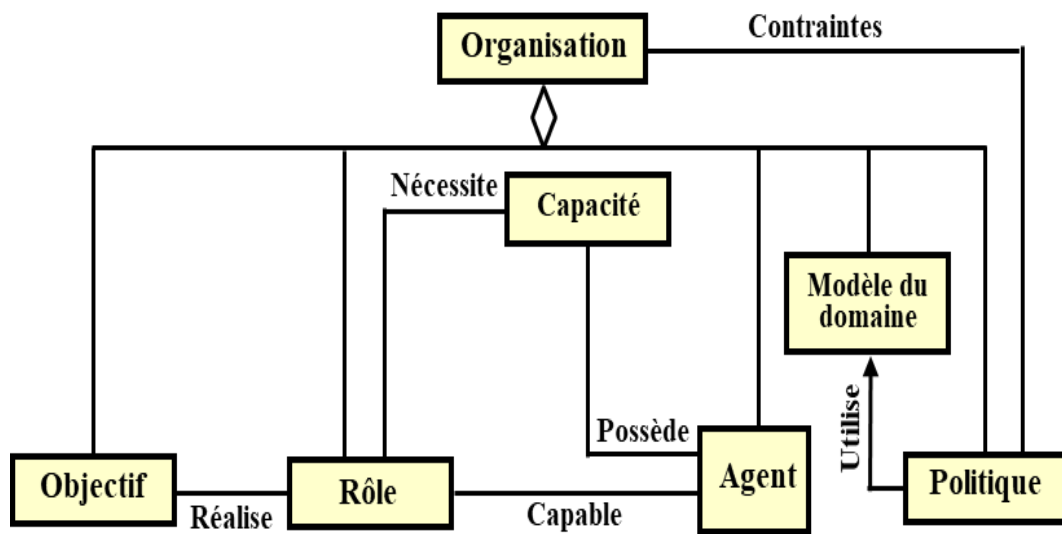 Organisation
Contraintes
Nécessite
Capacité
Modèle du
domaine
Utilise
Possède
Objectif
Réalise
Rôle
Capable
Agent
Politique